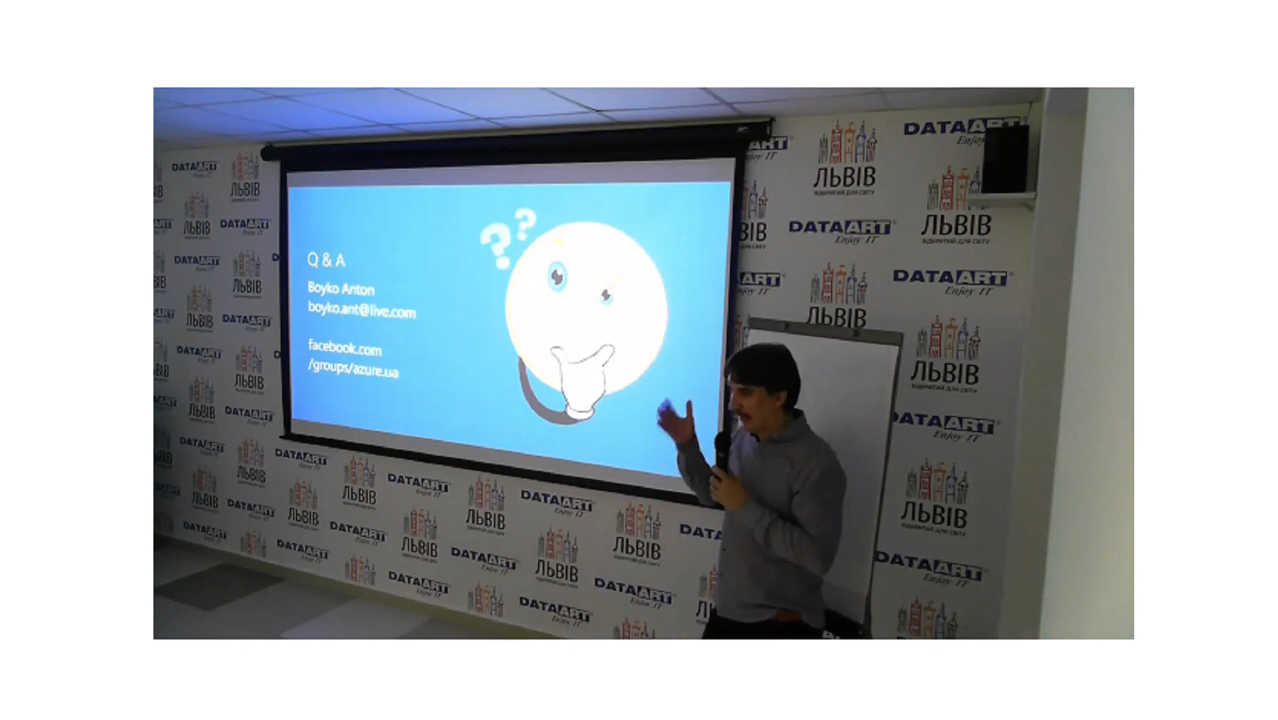 Q & A
Boyko Anton
boyko.ant@live.com
facebook.com
/groups/azure.ua
DATAART
Enjoy IT
ЛЬВІВ
ВІДКРИТИЙ ДЛЯ СВІТУ